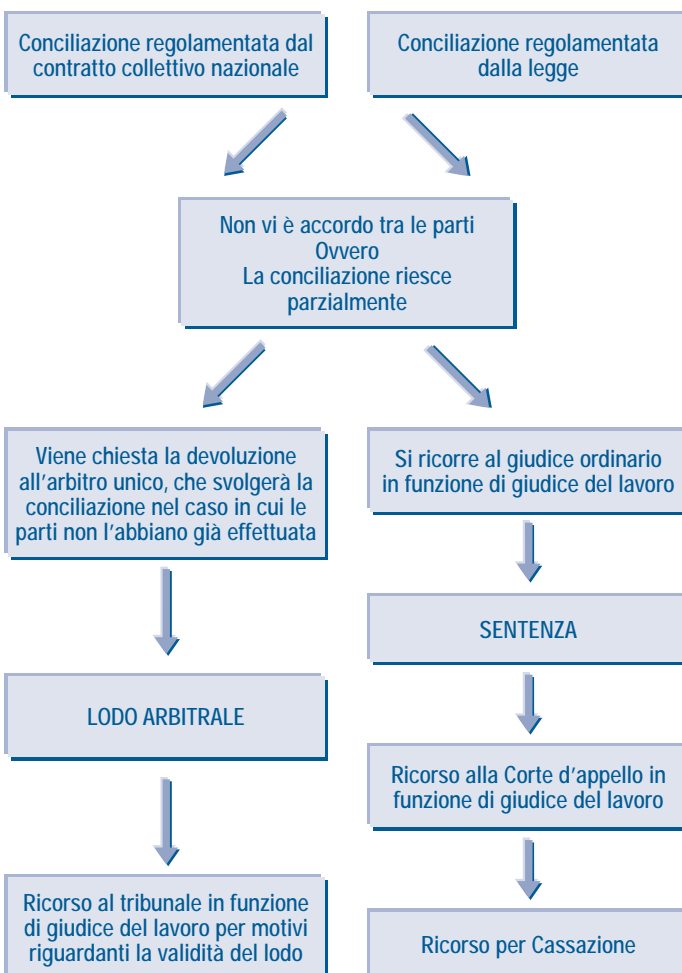 Conciliazione regolamentata dal
contratto collettivo nazionale
Conciliazione regolamentata
dalla legge
Non vi è accordo tra le parti
Ovvero
La conciliazione riesce
parzialmente
Viene chiesta la devoluzione
all'arbitro unico, che svolgerà la
conciliazione nel caso in cui le
parti non l'abbiano già effettuata
Si ricorre al giudice ordinario
in funzione di giudice del lavoro
SENTENZA
LODO ARBITRALE
Ricorso alla Corte d'appello in
funzione di giudice del lavoro
Ricorso al tribunale in funzione
di giudice del lavoro per motivi
riguardanti la validità del lodo
Ricorso per Cassazione